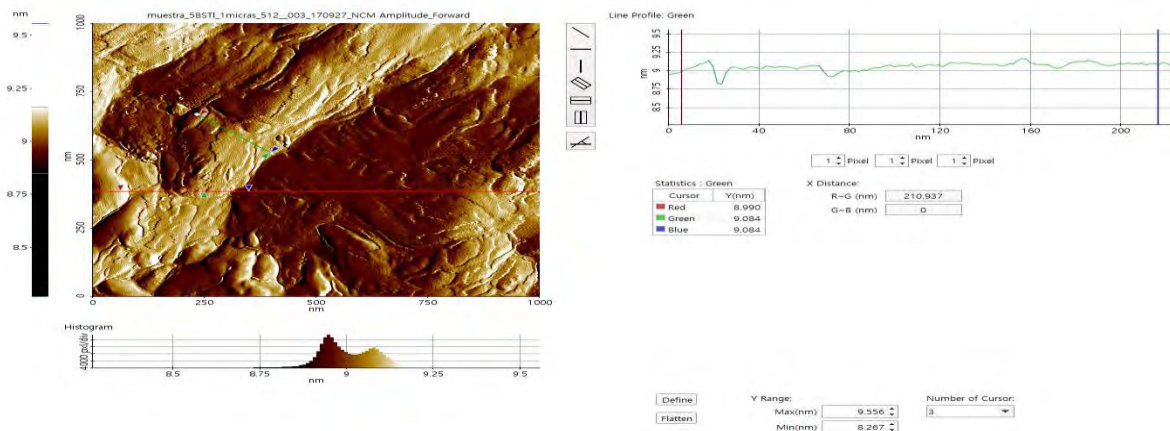 nm
muestra_5BSTl_1micras_512__003_170927_NCM Amplitude_Forward
9.5
9.25
9
8.75
8.5
1000
750
500
250
0
nm
0
250
500
750
1000
nm
Histogram
4000 pxl/div
8.5
8.75
9
9.25
9.5
nm
Line Profile: Green
9.5
9.25
9
8.75
8.5
nm
0
40
80
120
160
200
nm
1 Pixel 1 Pixel 1 Pixel
Statistics : Green
Cursor Y(nm)
Red 8.990
Green 9.084
Blue 9.084
X Distance:
R~G (nm) 210.937
G~B (nm) 0
Define
Flatten
Y Range:
Max(nm) 9.556
Min(nm) 8.267
Number of Cursor:
3